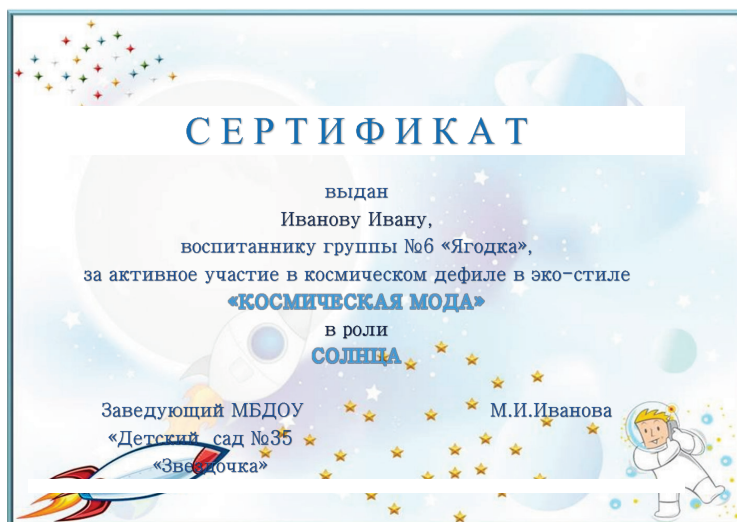 СЕРТИФИКАТ
выдан
Иванову Ивану,
воспитаннику группы №6 «Ягодка»,
за активное участие в космическом дефиле в эко-стиле
«КОСМИЧЕСКАЯ МОДА»
в роли
СОЛНЦА
Заведующий МБДОУ М.И.Иванова
«Детский сад №35
«Звездочка»